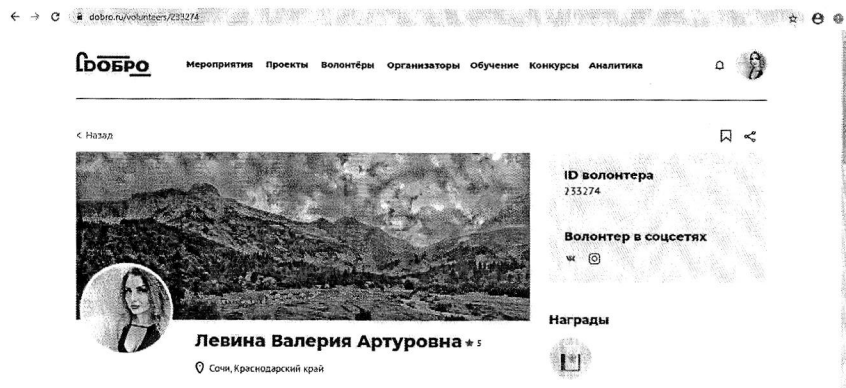 dobro.ru/volunteers/233274
ДОБРО Мероприятия Проекты Волонтёры Организаторы Обучение Конкурсы Аналитика
< Назад
ID волонтера
233274
Волонтер в соцсетях
Награды
Левина Валерия Артуровна ★ 5
Сочи, Краснодарский край